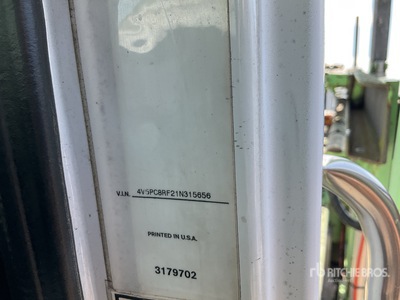 V.I.N. 4V5PC8RF21N315656
PRINTED IN U.S.A.
3179702
RITCHIE BROS.